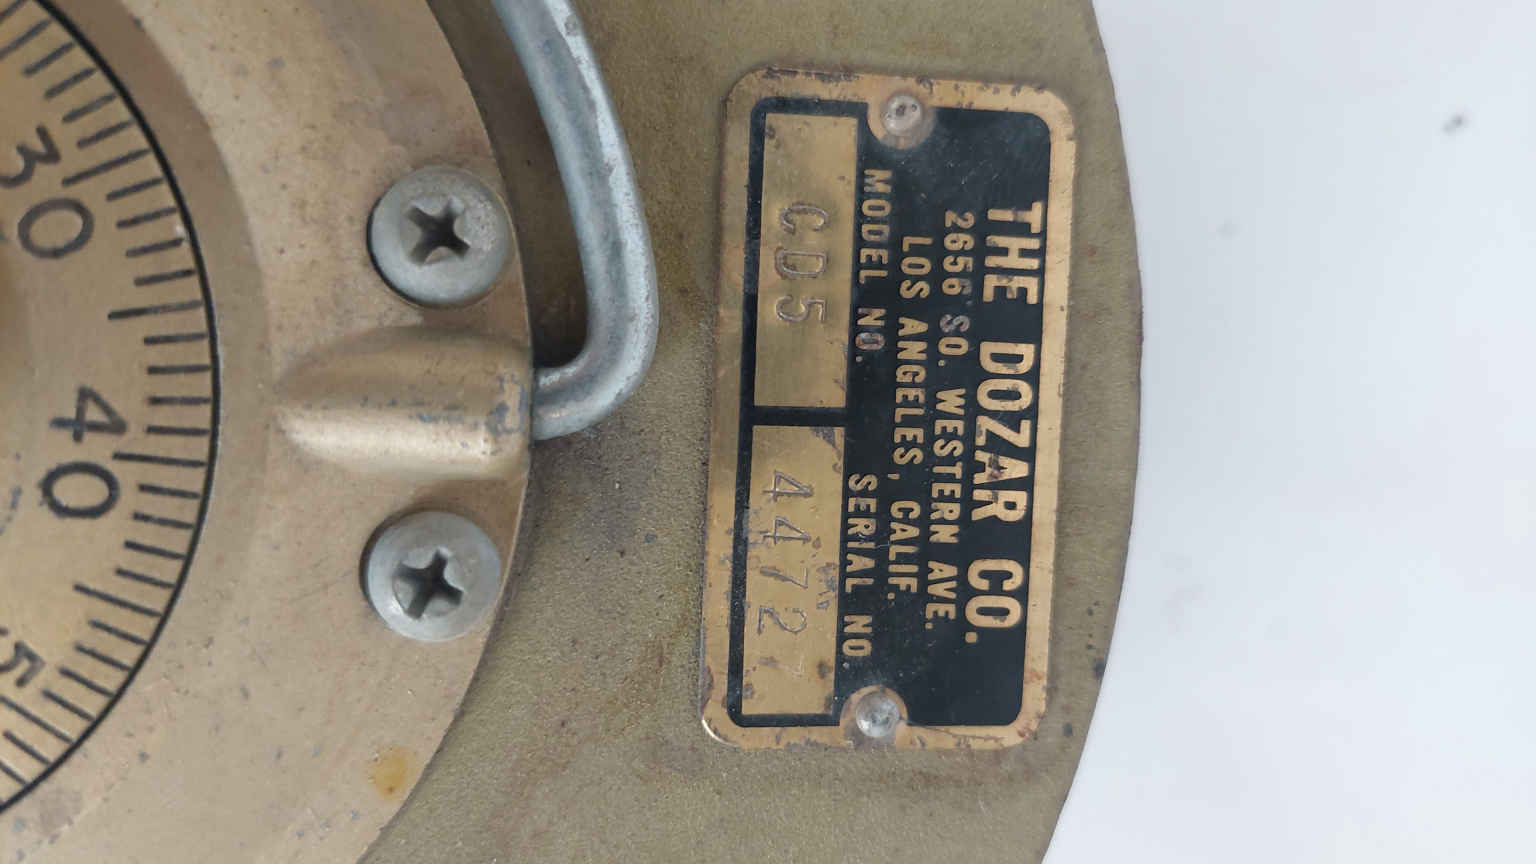 THE DOZAR CO.
2656 SO. WESTERN AVE.
LOS ANGELES, CALIF.
MODEL NO. SERIAL NO.
CD5 4472
30
40